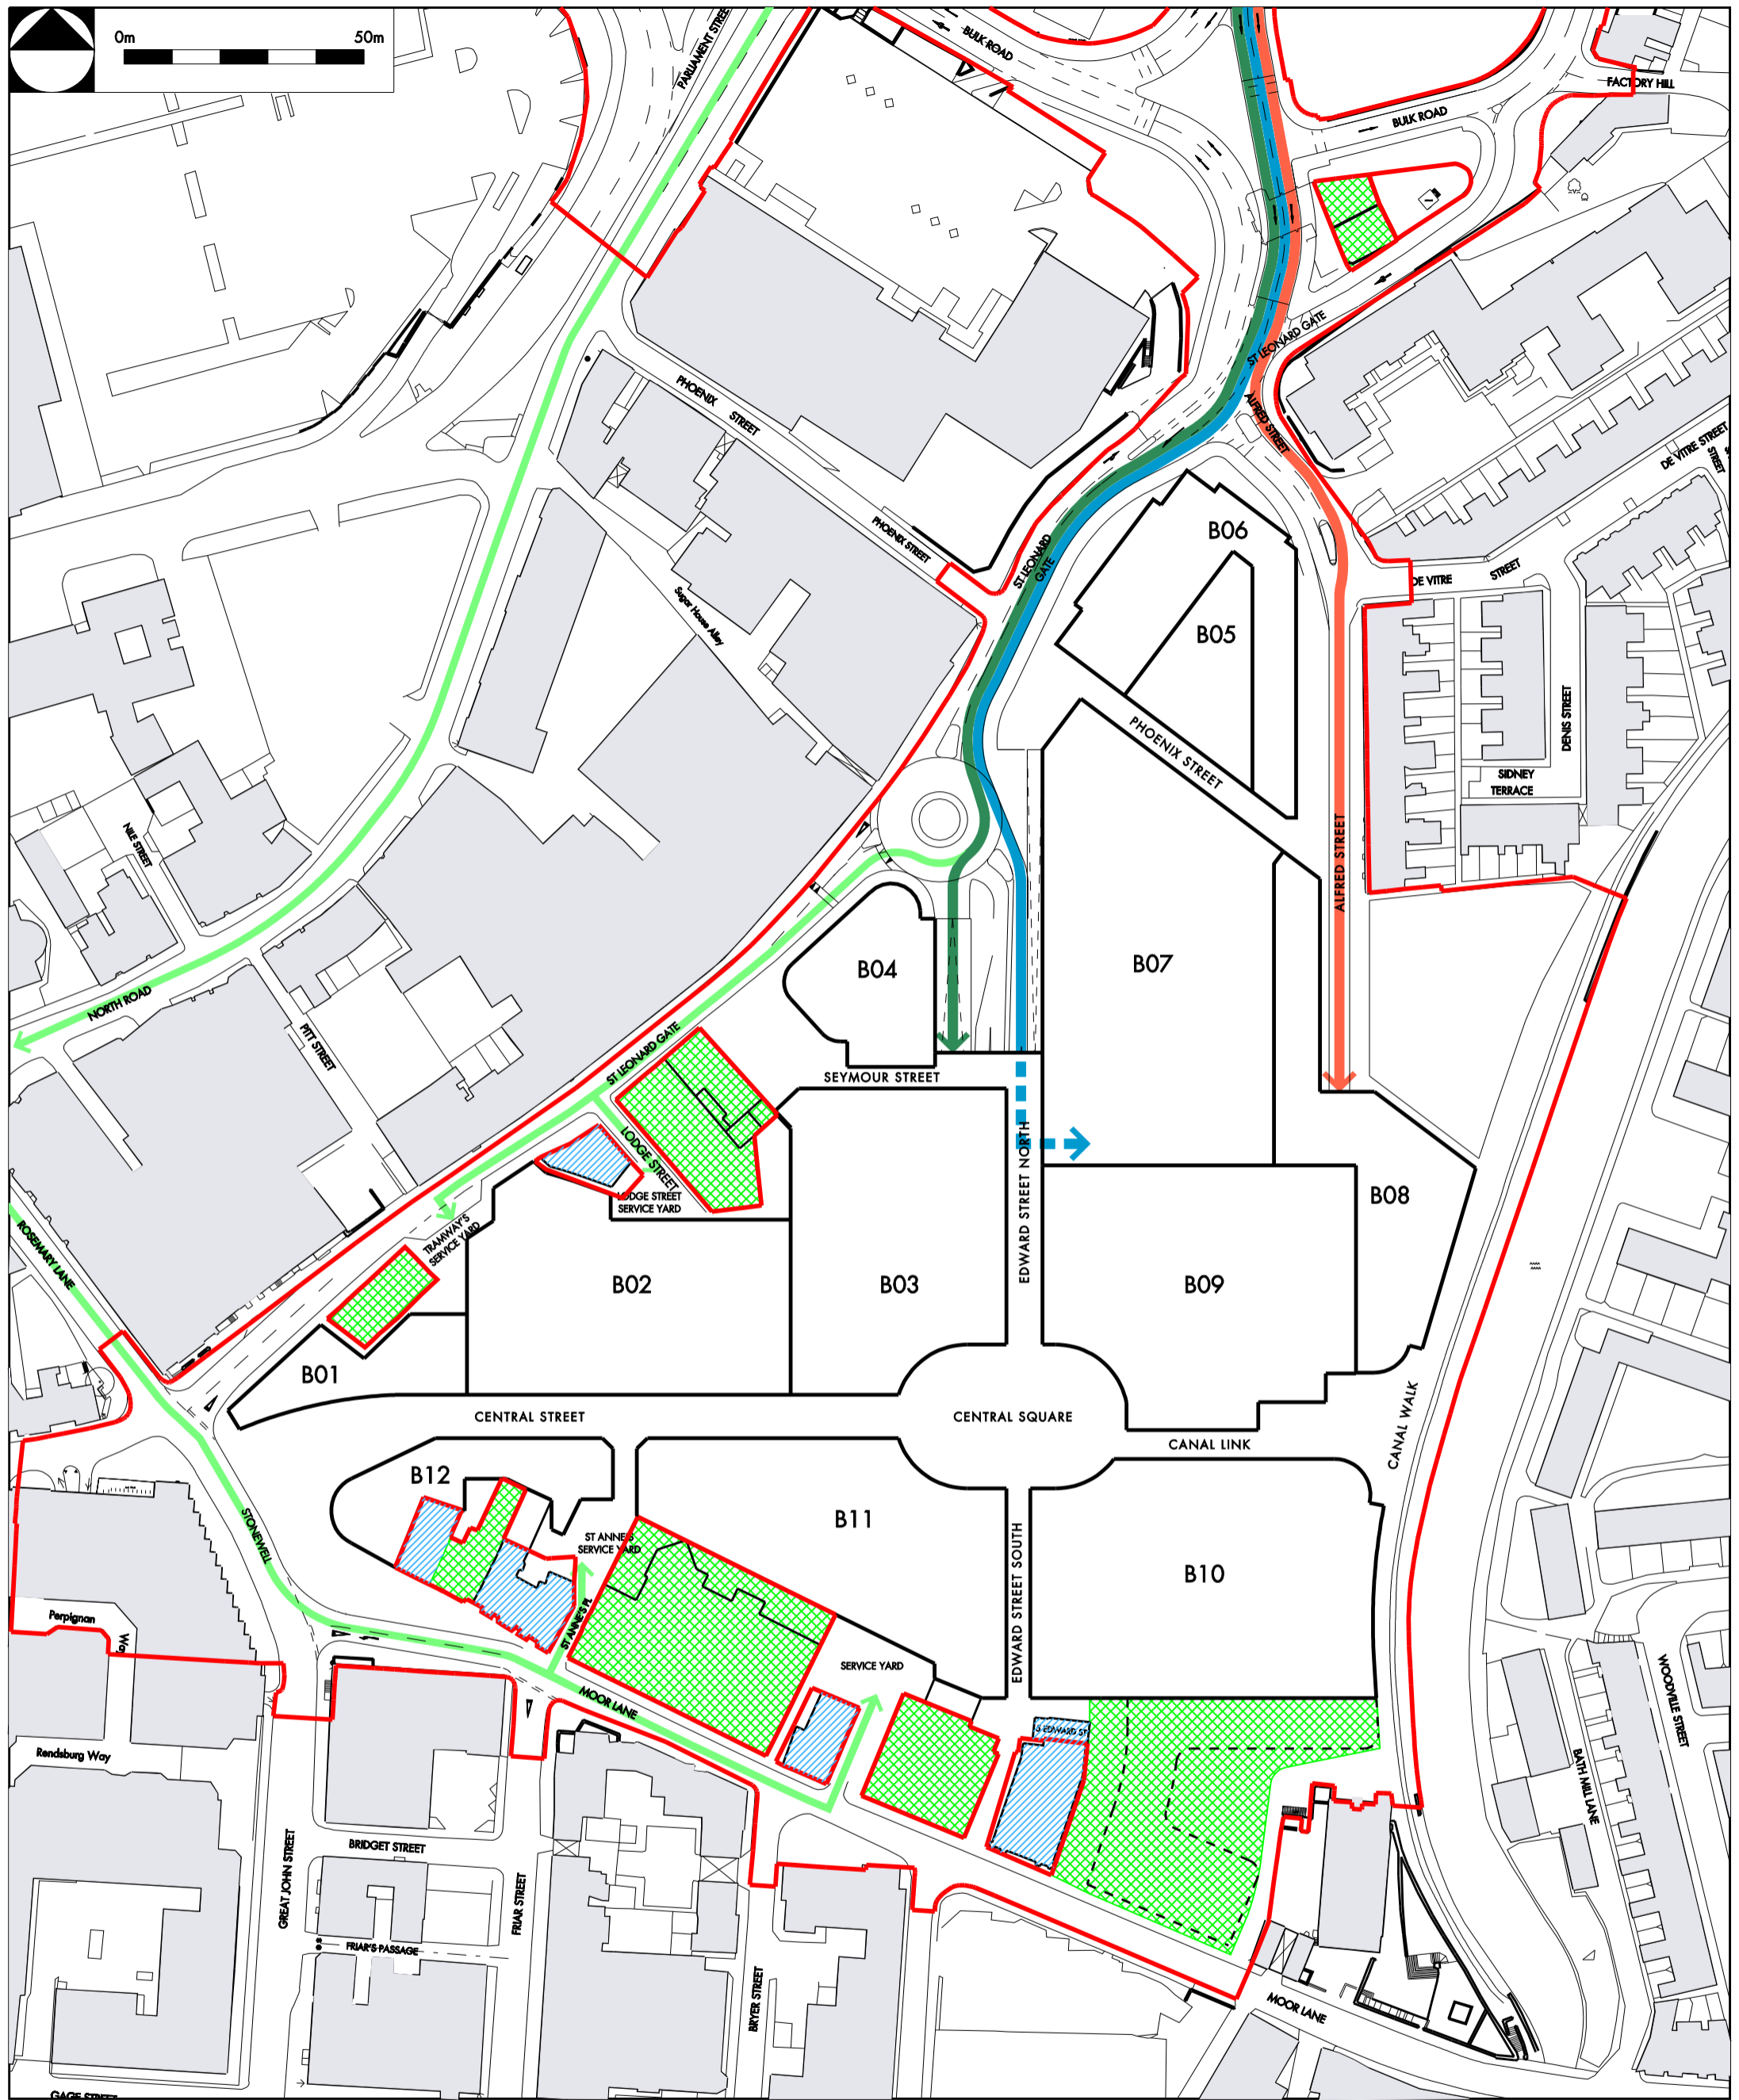 0m
50m
PARLIAMENT STREET
BULK ROAD
FACTORY HILL
BULK ROAD
ST LEONARD GATE
ALFRED STREET
PHOENIX
STREET
DE VITRE STREET
STREET
PHOENIX STREET
ST LEONARD
GATE
B06
DE VITRE
STREET
Sugar House Alley
B05
DENIS STREET
PHOENIX STREET
SIDNEY
TERRACE
NILE STREET
ALFRED STREET
B04
B07
NORTH ROAD
PITT STREET
ST LEONARD GATE
SEYMOUR STREET
LODGE STREET
EDWARD STREET NORTH
LODGE STREET
SERVICE YARD
B08
TRAMWAY'S
SERVICE YARD
ROSEMARY LANE
B02
B03
B09
B01
CENTRAL STREET
CENTRAL SQUARE
CANAL WALK
CANAL LINK
B12
STONEWELL
ST ANNE'S
SERVICE YARD
B11
EDWARD STREET SOUTH
B10
ST ANNE'S PL
Perpignan
Way
SERVICE YARD
MOOR LANE
WOODVILLE STREET
Rendsburg Way
BATH MILL LANE
BRIDGET STREET
GREAT JOHN STREET
FRIAR STREET
FRIAR'S PASSAGE
BRYER STREET
MOOR LANE
GAGE STREET